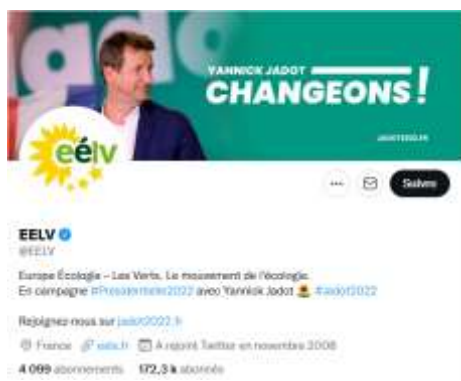 YANNICK JADOT
CHANGEONS!
JADOT2022.FR
eélv
Suivre
EELV
@EELV
Europe Écologie - Les Verts. Le mouvement de l'écologie.
En campagne #Presidentielle2022 avec Yannick Jadot #Jadot2022
Rejoignez-nous sur jadot2022.fr
France eelv.fr A rejoint Twitter en novembre 2008
4 099 abonnements 172,3 k abonnés